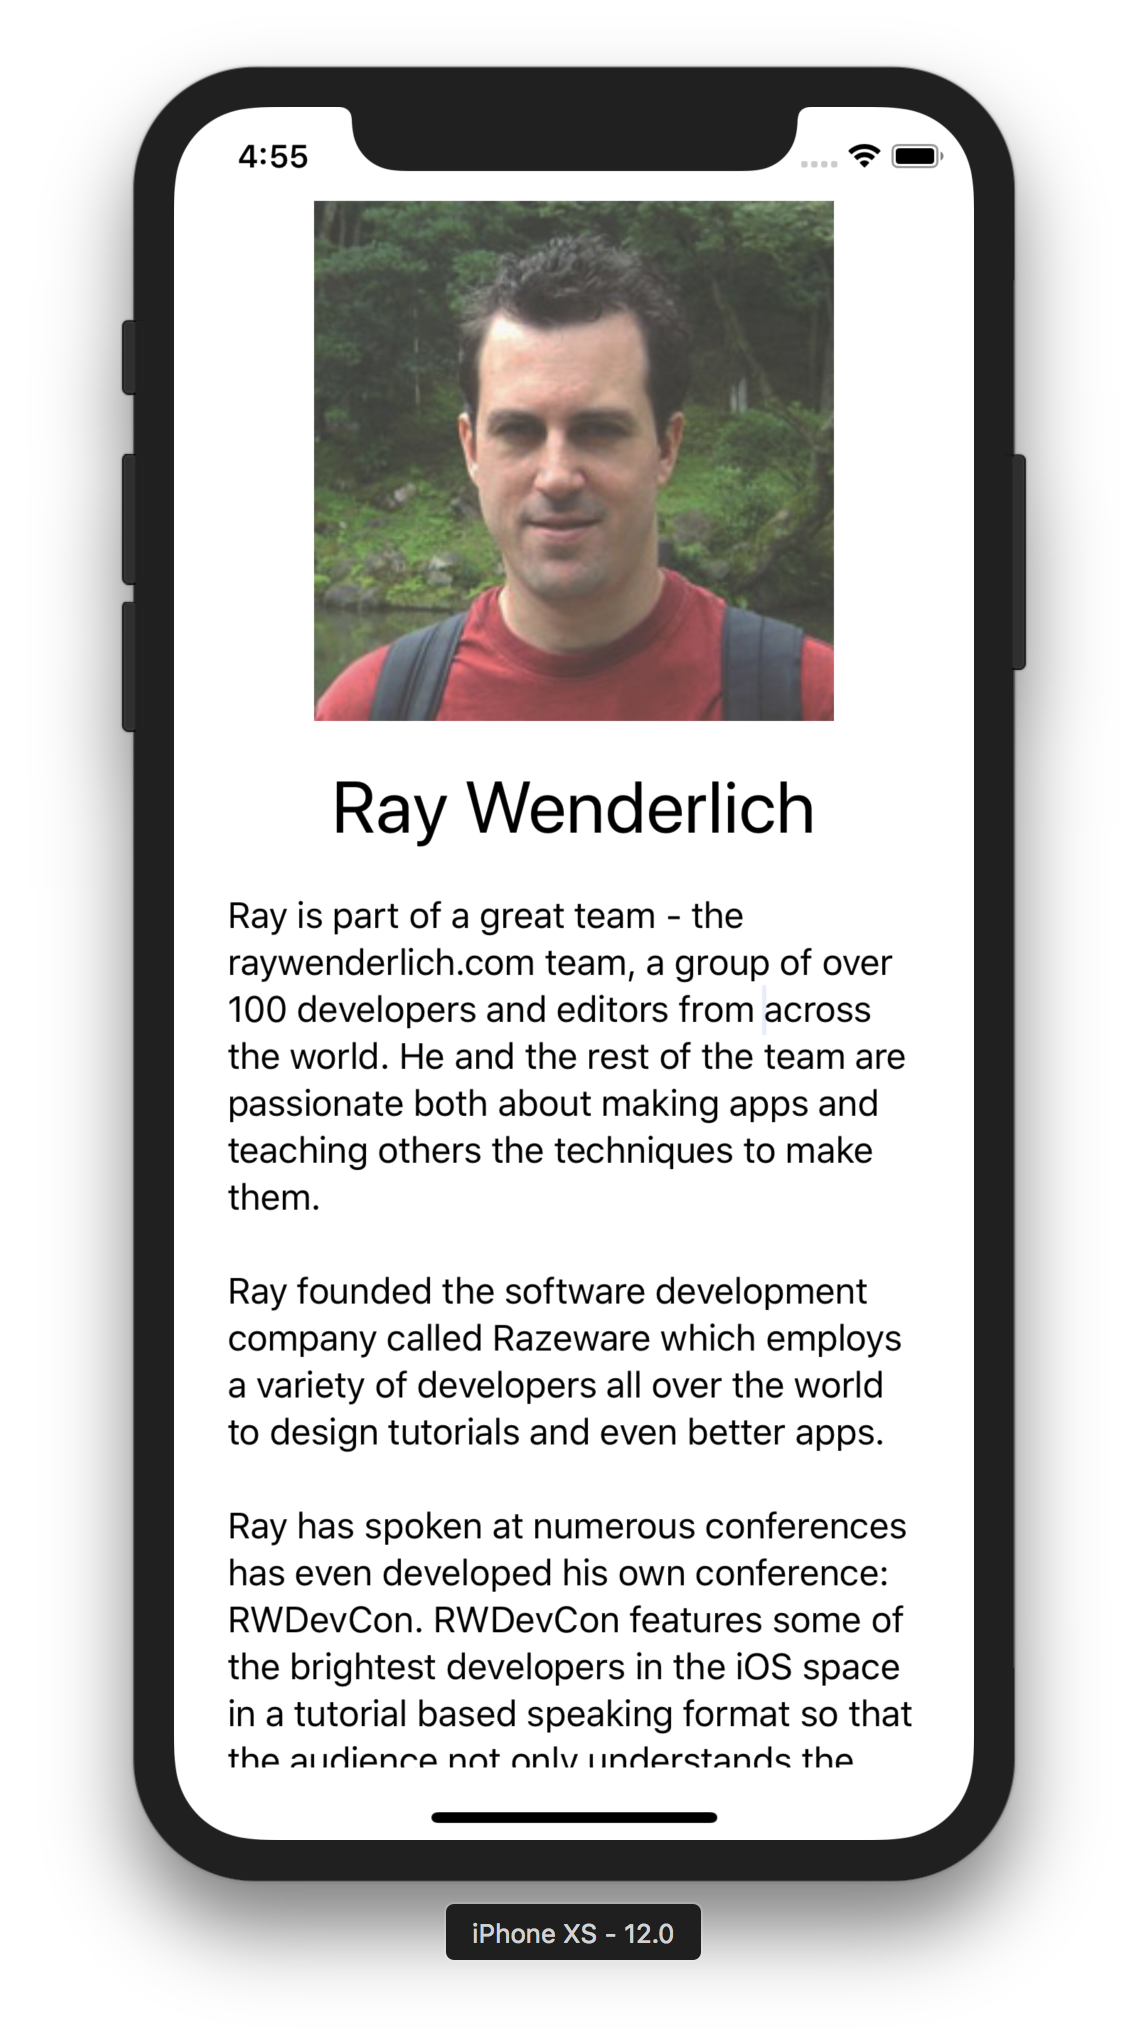 4:55
Ray Wenderlich
Ray is part of a great team - the
raywenderlich.com team, a group of over
100 developers and editors from across
the world. He and the rest of the team are
passionate both about making apps and
teaching others the techniques to make
them.
Ray founded the software development
company called Razeware which employs
a variety of developers all over the world
to design tutorials and even better apps.
Ray has spoken at numerous conferences
has even developed his own conference:
RWDevCon. RWDevCon features some of
the brightest developers in the iOS space
in a tutorial based speaking format so that
the audience not only understands the
iPhone XS - 12.0